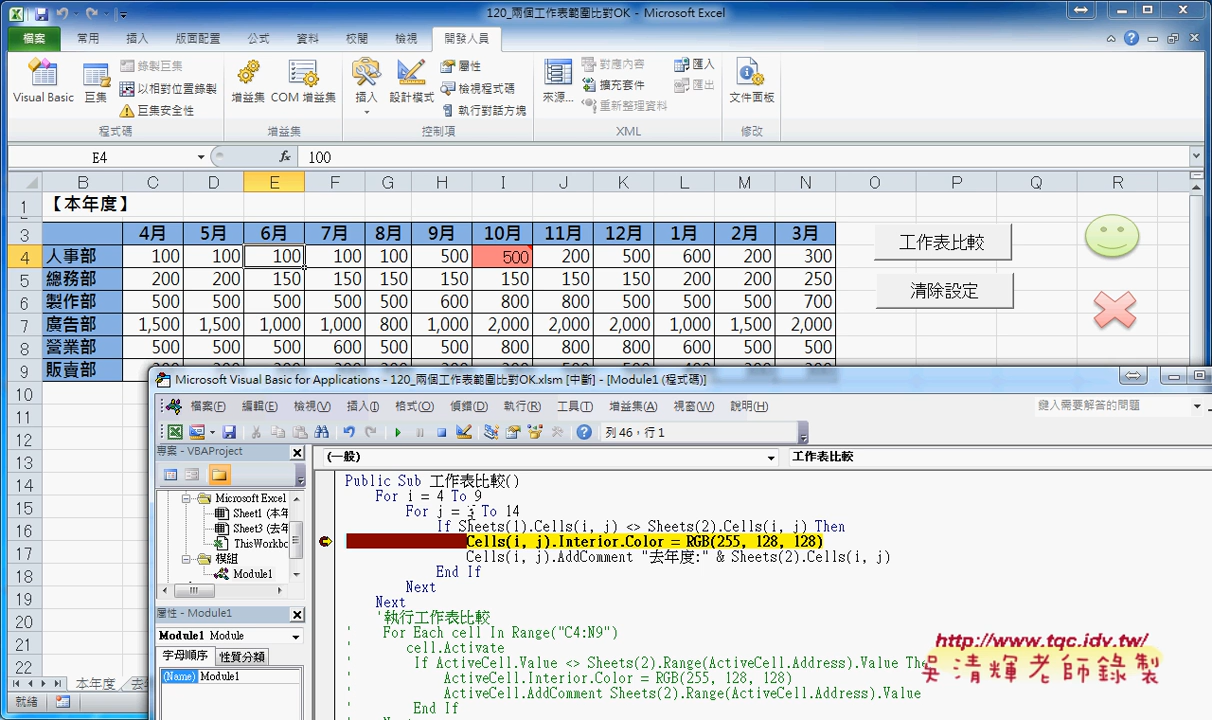 120_兩個工作表範圍比對OK - Microsoft Excel
檔案 常用 插入 版面配置 公式 資料 校閱 檢視 開發人員
Visual Basic 巨集 錄製巨集 以相對位置錄製 巨集安全性 增益集 COM 增益集 插入 設計模式 屬性 檢視程式碼 執行對話方塊 來源... 對應內容 擴充套件 重新整理資料 匯入 匯出 文件面板
程式碼 增益集 控制項 XML 修改
E4 fx 100
B C D E F G H I J K L M N O P Q R
1 【本年度】
3 4月 5月 6月 7月 8月 9月 10月 11月 12月 1月 2月 3月
4 人事部 100 100 100 100 100 500 500 200 500 600 200 300
5 總務部 200 200 150 150 150 150 150 150 150 200 200 250
6 製作部 500 500 500 500 500 600 800 800 500 500 500 700
7 廣告部 1,500 1,500 1,000 1,000 800 1,000 2,000 2,000 2,000 1,000 1,500 2,000
8 營業部 500 500 500 600 500 500 800 800 800 600 500 500
9 販賣部
工作表比較
清除設定
10
11
12
13
14
15
16
17
18
19
20
21
22
本年度
就緒
Microsoft Visual Basic for Applications - 120_兩個工作表範圍比對OK.xlsm [中斷] - [Module1 (程式碼)]
檔案(F) 編輯(E) 檢視(V) 插入(I) 格式(O) 偵錯(D) 執行(R) 工具(T) 增益集(A) 視窗(W) 說明(H) 鍵入需要解答的問題
列 46，行 1
專案 - VBAProject
Microsoft Excel
Sheet1 (本年
Sheet3 (去年
ThisWorkbo
模組
Module1
屬性 - Module1
Module1 Module
字母順序 性質分類
(Name) Module1
(一般) 工作表比較
Public Sub 工作表比較()
For i = 4 To 9
For j = 3 To 14
If Sheets(1).Cells(i, j) <> Sheets(2).Cells(i, j) Then
Cells(i, j).Interior.Color = RGB(255, 128, 128)
Cells(i, j).AddComment "去年度:" & Sheets(2).Cells(i, j)
End If
Next
Next
'執行工作表比較
' For Each cell In Range("C4:N9")
' cell.Activate
' If ActiveCell.Value <> Sheets(2).Range(ActiveCell.Address).Value The
' ActiveCell.Interior.Color = RGB(255, 128, 128)
' ActiveCell.AddComment Sheets(2).Range(ActiveCell.Address).Value
' End If
http://www.tqc.idv.tw/
吳清輝老師錄製